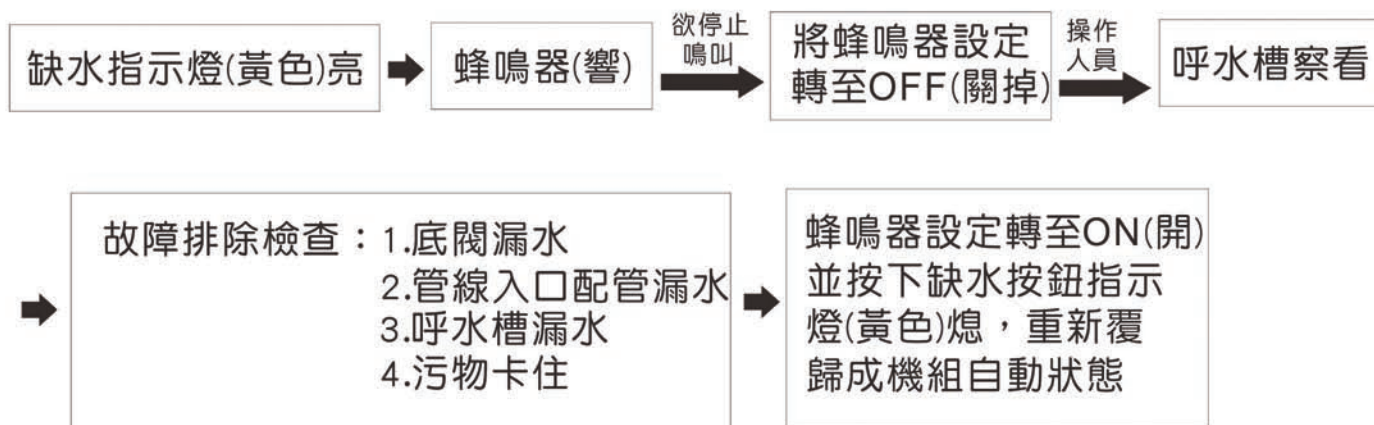 缺水指示燈(黃色)亮
蜂鳴器(響)
欲停止
鳴叫
將蜂鳴器設定
轉至OFF(關掉)
操作
人員
呼水槽察看
故障排除檢查：1.底閥漏水
2.管線入口配管漏水
3.呼水槽漏水
4.污物卡住
蜂鳴器設定轉至ON(開)
並按下缺水按鈕指示
燈(黃色)熄，重新覆
歸成機組自動狀態